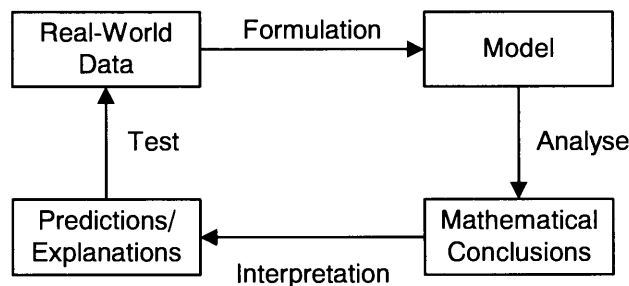 Real-World
Data
Formulation
Model
Test
Analyse
Predictions/
Explanations
Interpretation
Mathematical
Conclusions